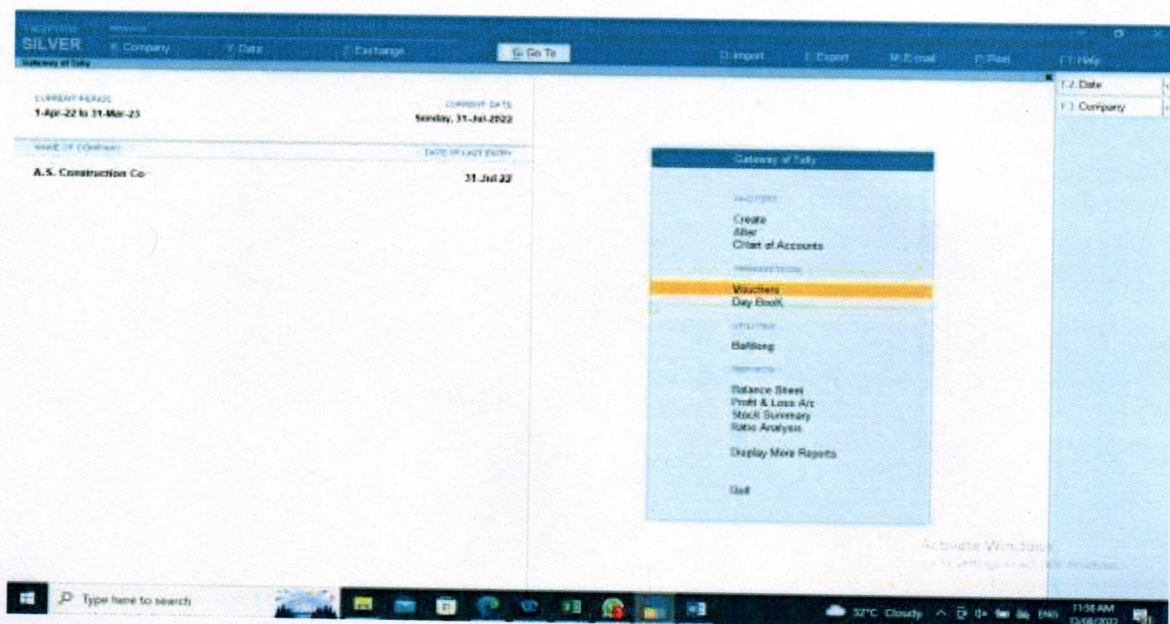 SILVER
K: Company
Y: Data
Z: Exchange
G: Go To
O: Import
E: Export
M: E-mail
P: Print
F1: Help
Gateway of Tally
CURRENT PERIOD
1-Apr-22 to 31-Mar-23
CURRENT DATE
Sunday, 31-Jul-2022
NAME OF COMPANY
DATE OF LAST ENTRY
A.S. Construction Co
31-Jul-22
Gateway of Tally
MASTERS
Create
Alter
Chart of Accounts
TRANSACTIONS
Vouchers
Day Book
UTILITIES
Banking
REPORTS
Balance Sheet
Profit & Loss A/c
Stock Summary
Ratio Analysis
Display More Reports
Quit
F2: Date
F3: Company
Activate Windows
Type here to search
32°C Cloudy
ENG
11:58 AM